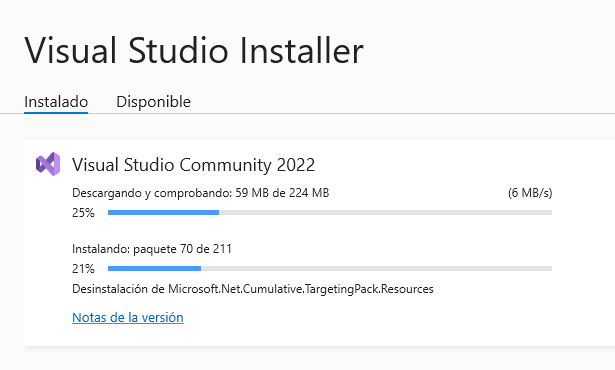 Visual Studio Installer
Instalado Disponible
Visual Studio Community 2022
Descargando y comprobando: 59 MB de 224 MB (6 MB/s)
25%
Instalando: paquete 70 de 211
21%
Desinstalación de Microsoft.Net.Cumulative.TargetingPack.Resources
Notas de la versión